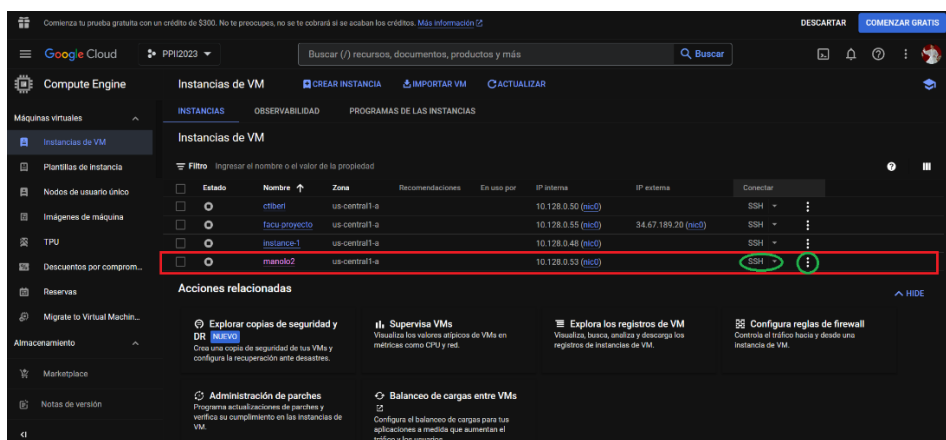 Comienza tu prueba gratuita con un crédito de $300. No te preocupes, no se te cobrará si se acaban los créditos. Más información
DESCARTAR
COMENZAR GRATIS
Google Cloud
PPII2023
Buscar (/) recursos, documentos, productos y más
Buscar
Compute Engine
Instancias de VM
CREAR INSTANCIA
IMPORTAR VM
ACTUALIZAR
Máquinas virtuales
Instancias de VM
Plantillas de instancia
Nodos de usuario único
Imágenes de máquina
TPU
Descuentos por comprom...
Reservas
Migrate to Virtual Machin...
Almacenamiento
Marketplace
Notas de versión
INSTANCIAS
OBSERVABILIDAD
PROGRAMAS DE LAS INSTANCIAS
Instancias de VM
Filtro Ingresar el nombre o el valor de la propiedad
Estado Nombre Zona Recomendaciones En uso por IP interna IP externa Conectar
ctiberi us-central1-a 10.128.0.50 (nic0) SSH
facu-proyecto us-central1-a 10.128.0.55 (nic0) 34.67.189.20 (nic0) SSH
instance-1 us-central1-a 10.128.0.48 (nic0) SSH
manolo2 us-central1-a 10.128.0.53 (nic0) SSH
Acciones relacionadas
HIDE
Explorar copias de seguridad y
DR NUEVO
Crea una copia de seguridad de tus VMs y
configura la recuperación ante desastres.
Supervisa VMs
Visualiza los valores atípicos de VMs en
métricas como CPU y red.
Explora los registros de VM
Visualiza, busca, analiza y descarga los
registros de instancias de VM.
Configura reglas de firewall
Controla el tráfico hacia y desde una
instancia de VM.
Administración de parches
Programa actualizaciones de parches y
verifica su cumplimiento en las instancias de
VM.
Balanceo de cargas entre VMs
Configura el balanceo de cargas para tus
aplicaciones a medida que aumentan el
tráfico y los usuarios.